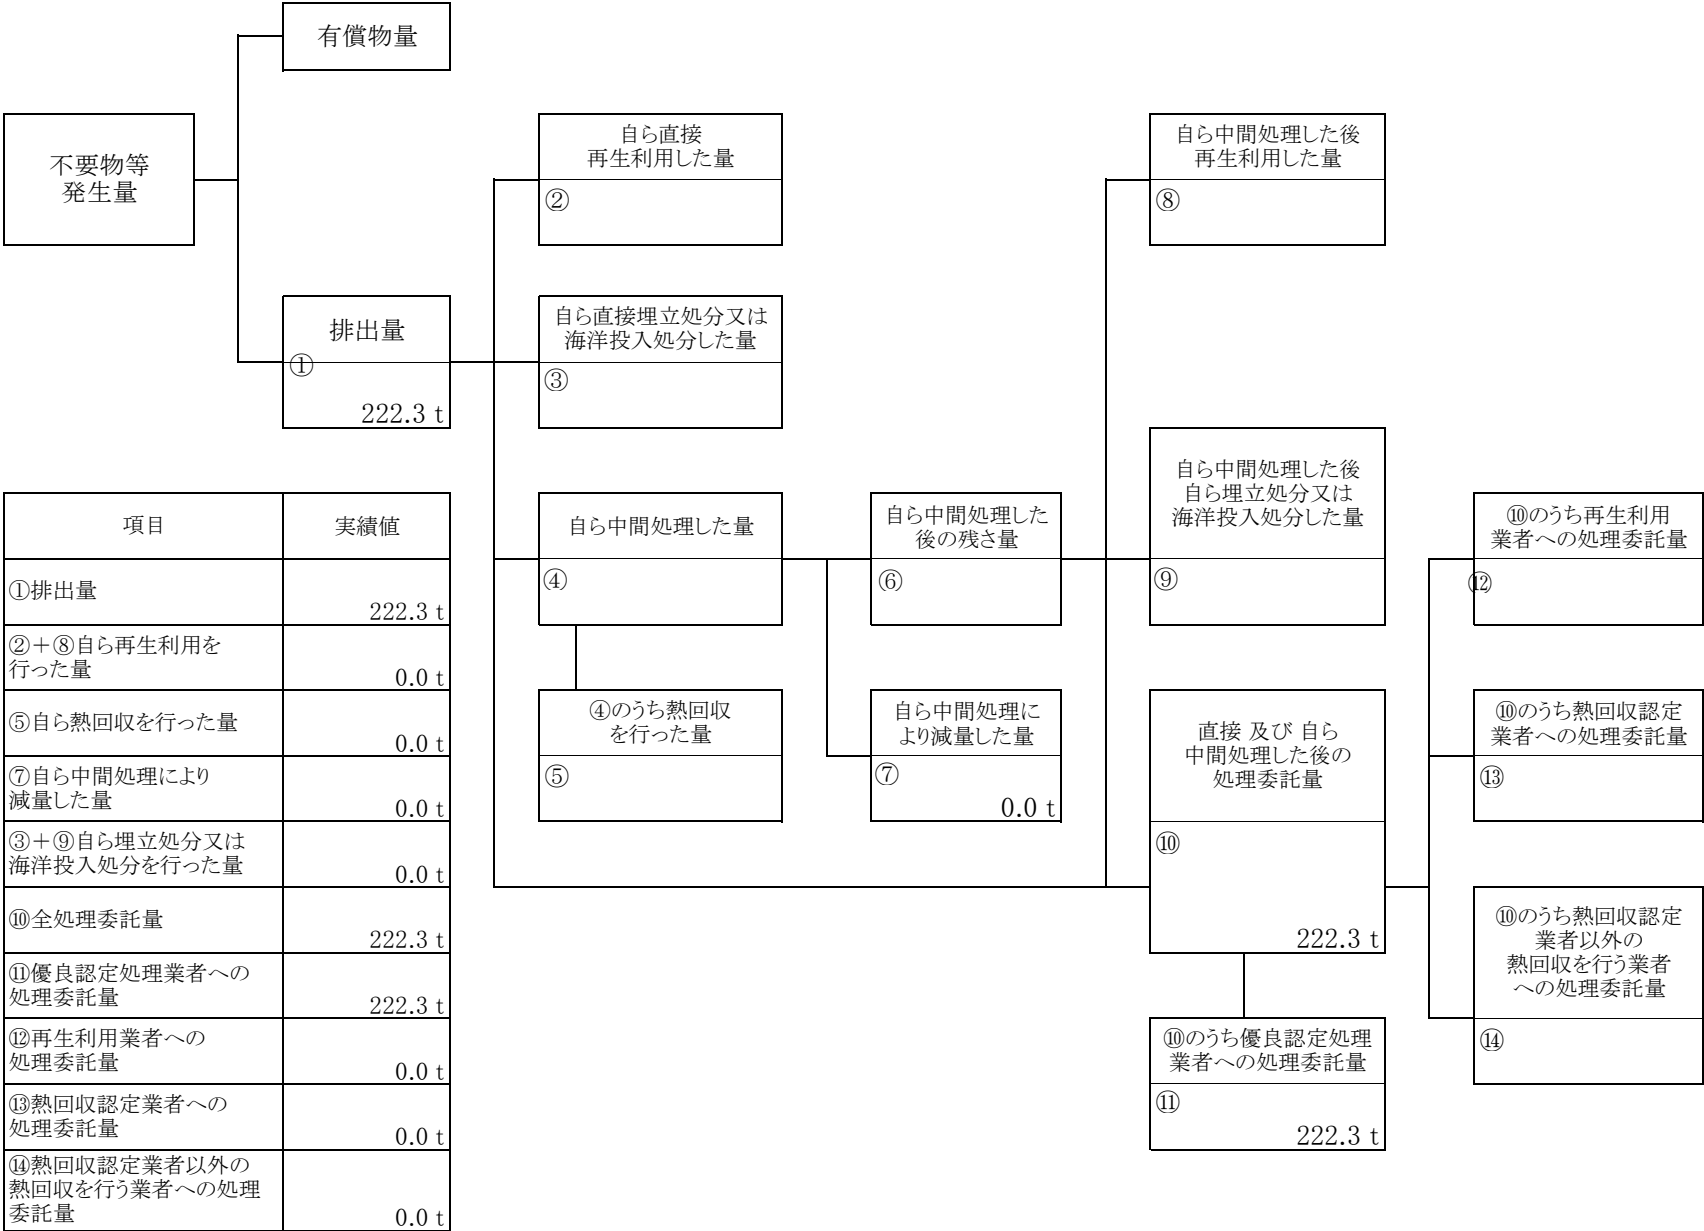 有償物量
不要物等
発生量
排出量
①
222.3 t
自ら直接
再生利用した量
②
自ら直接埋立処分又は
海洋投入処分した量
③
自ら中間処理した量
④
④のうち熱回収
を行った量
⑤
自ら中間処理した
後の残さ量
⑥
自ら中間処理に
より減量した量
⑦
0.0 t
自ら中間処理した後
再生利用した量
⑧
自ら中間処理した後
自ら埋立処分又は
海洋投入処分した量
⑨
直接 及び 自ら
中間処理した後の
処理委託量
⑩
222.3 t
⑩のうち優良認定処理
業者への処理委託量
⑪
222.3 t
⑩のうち再生利用
業者への処理委託量
⑫
⑩のうち熱回収認定
業者への処理委託量
⑬
⑩のうち熱回収認定
業者以外の
熱回収を行う業者
への処理委託量
⑭
項目 実績値
①排出量
222.3 t
②＋⑧自ら再生利用を
行った量
0.0 t
⑤自ら熱回収を行った量
0.0 t
⑦自ら中間処理により
減量した量
0.0 t
③＋⑨自ら埋立処分又は
海洋投入処分を行った量
0.0 t
⑩全処理委託量
222.3 t
⑪優良認定処理業者への
処理委託量
222.3 t
⑫再生利用業者への
処理委託量
0.0 t
⑬熱回収認定業者への
処理委託量
0.0 t
⑭熱回収認定業者以外の
熱回収を行う業者への処理
委託量
0.0 t